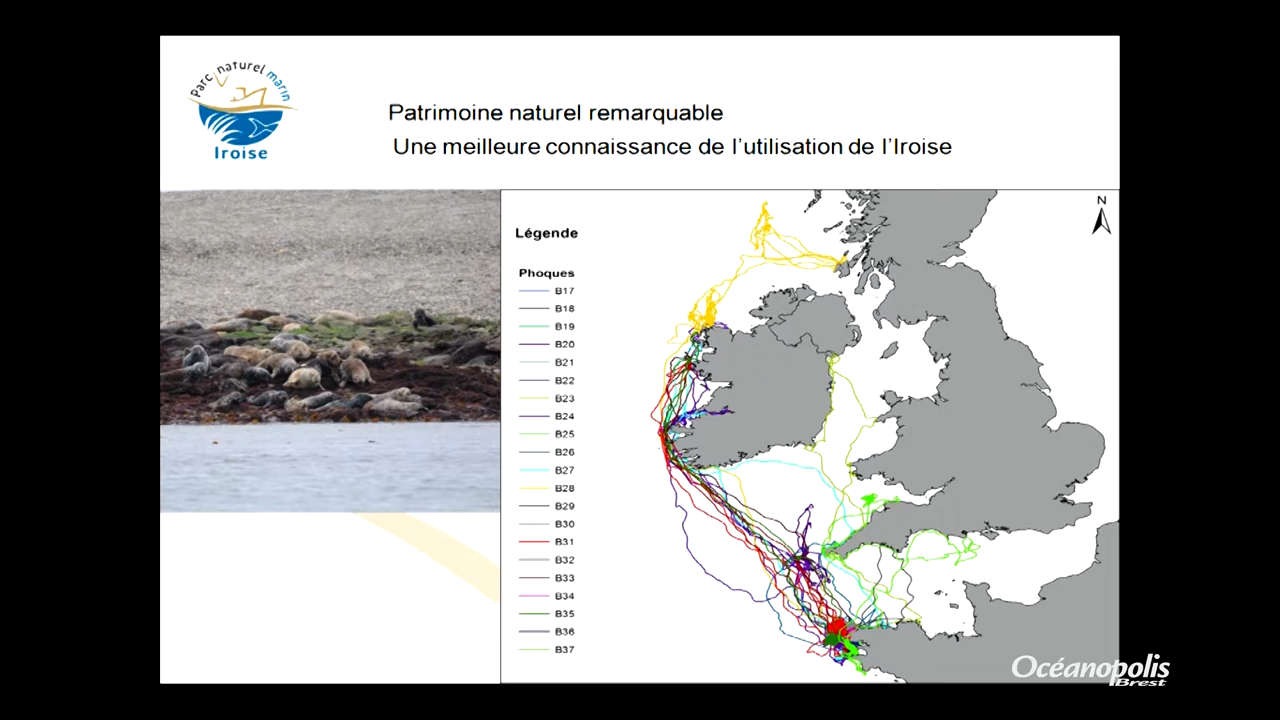 Parc naturel marin
Iroise
Patrimoine naturel remarquable
Une meilleure connaissance de l'utilisation de l'Iroise
Légende
Phoques
B17
B18
B19
B20
B21
B22
B23
B24
B25
B26
B27
B28
B29
B30
B31
B32
B33
B34
B35
B36
B37
N
Océanopolis
Brest